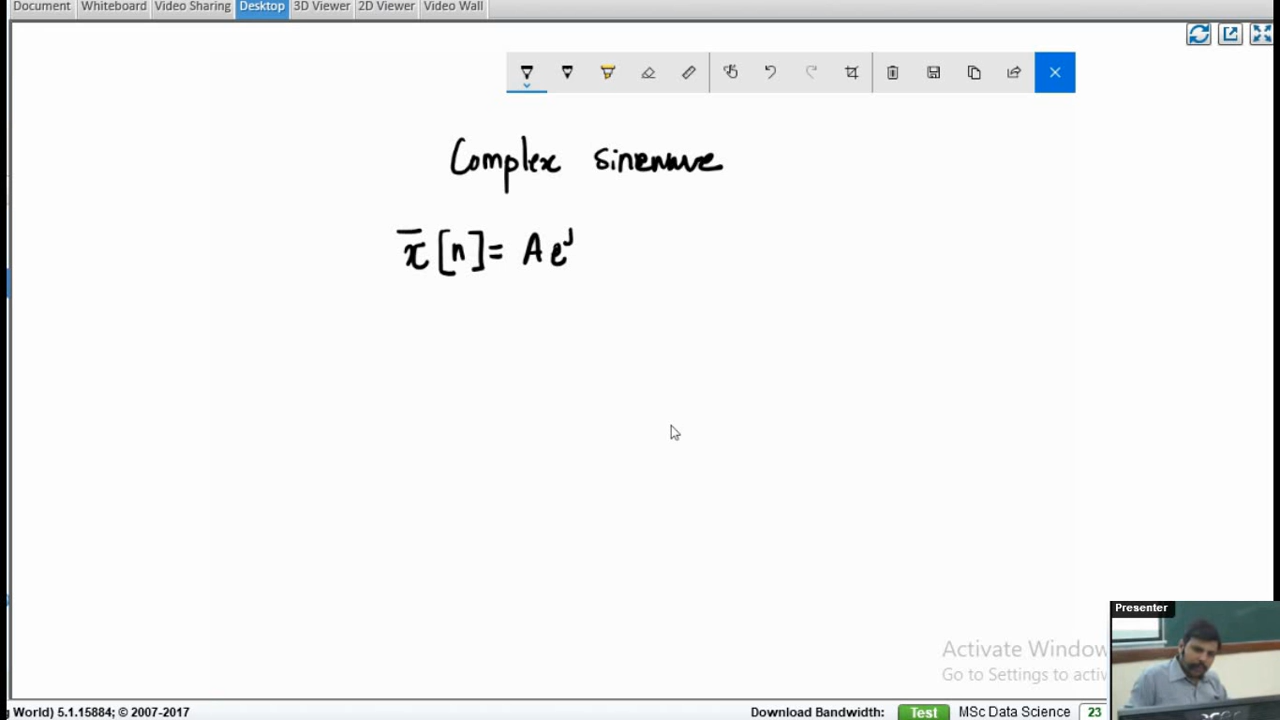 Document Whiteboard Video Sharing Desktop 3D Viewer 2D Viewer Video Wall
Complex sinewave
x̄[n]= Ae^j
Activate Window
Go to Settings to activ
Presenter
g World) 5.1.15884; © 2007-2017 Download Bandwidth: Test MSc Data Science 23